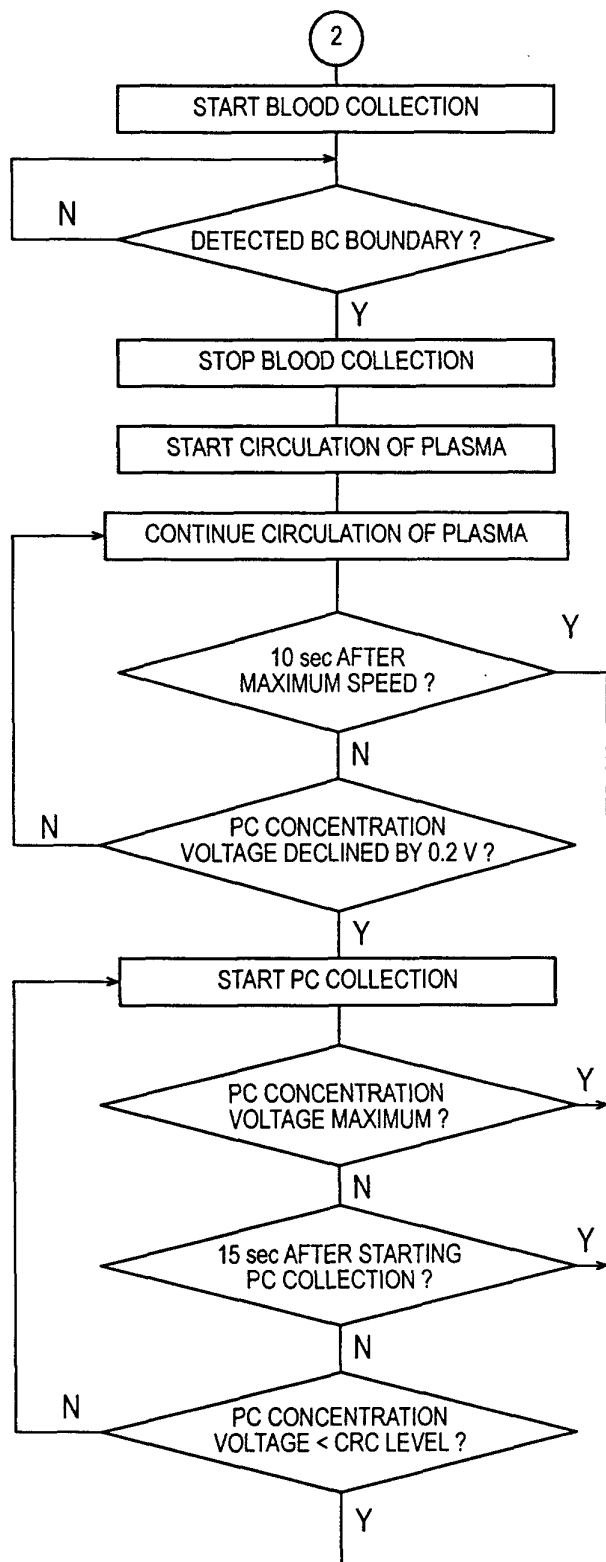 2
START BLOOD COLLECTION
N
DETECTED BC BOUNDARY ?
Y
STOP BLOOD COLLECTION
START CIRCULATION OF PLASMA
CONTINUE CIRCULATION OF PLASMA
Y
10 sec AFTER
MAXIMUM SPEED ?
N
N
PC CONCENTRATION
VOLTAGE DECLINED BY 0.2 V ?
Y
START PC COLLECTION
PC CONCENTRATION
VOLTAGE MAXIMUM ?
Y
N
15 sec AFTER STARTING
PC COLLECTION ?
Y
N
N
PC CONCENTRATION
VOLTAGE < CRC LEVEL ?
Y